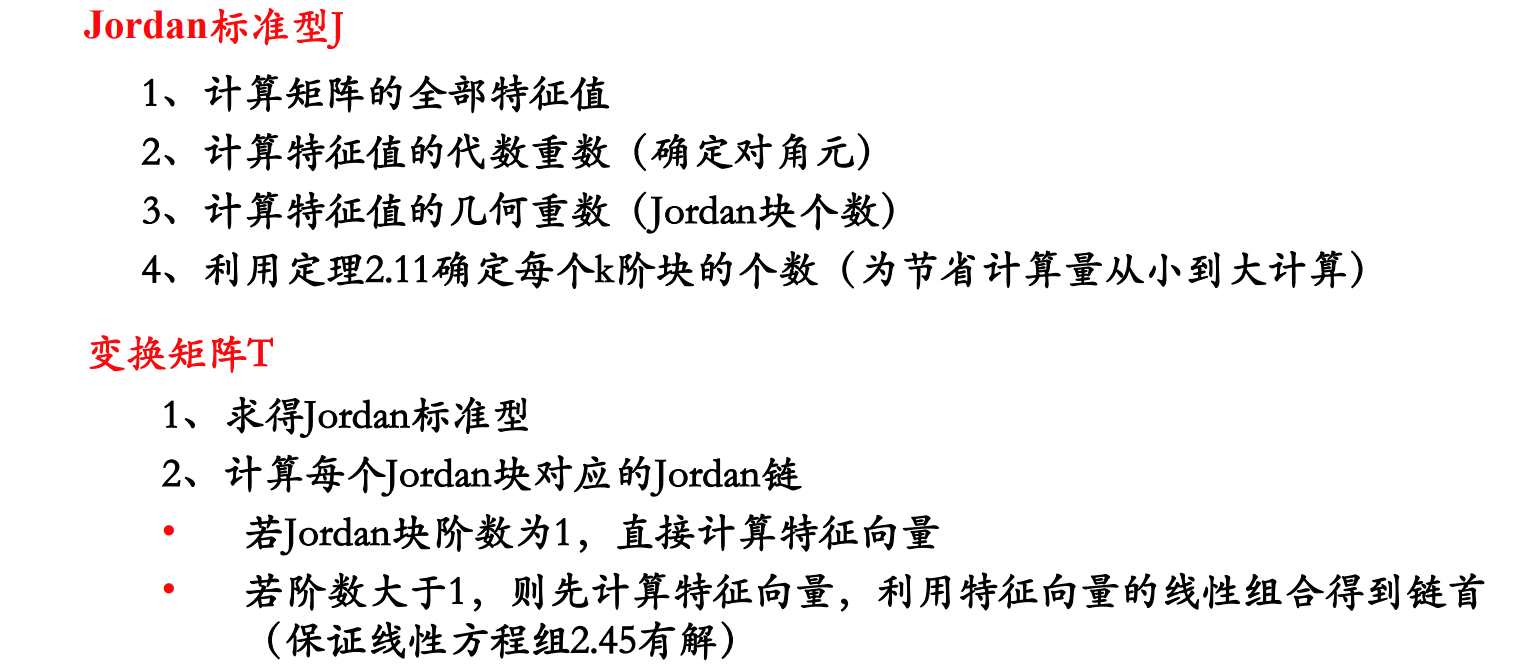 Jordan标准型J
1、计算矩阵的全部特征值
2、计算特征值的代数重数（确定对角元）
3、计算特征值的几何重数（Jordan块个数）
4、利用定理2.11确定每个k阶块的个数（为节省计算量从小到大计算）
变换矩阵T
1、求得Jordan标准型
2、计算每个Jordan块对应的Jordan链
• 若Jordan块阶数为1，直接计算特征向量
• 若阶数大于1，则先计算特征向量，利用特征向量的线性组合得到链首
（保证线性方程组2.45有解）